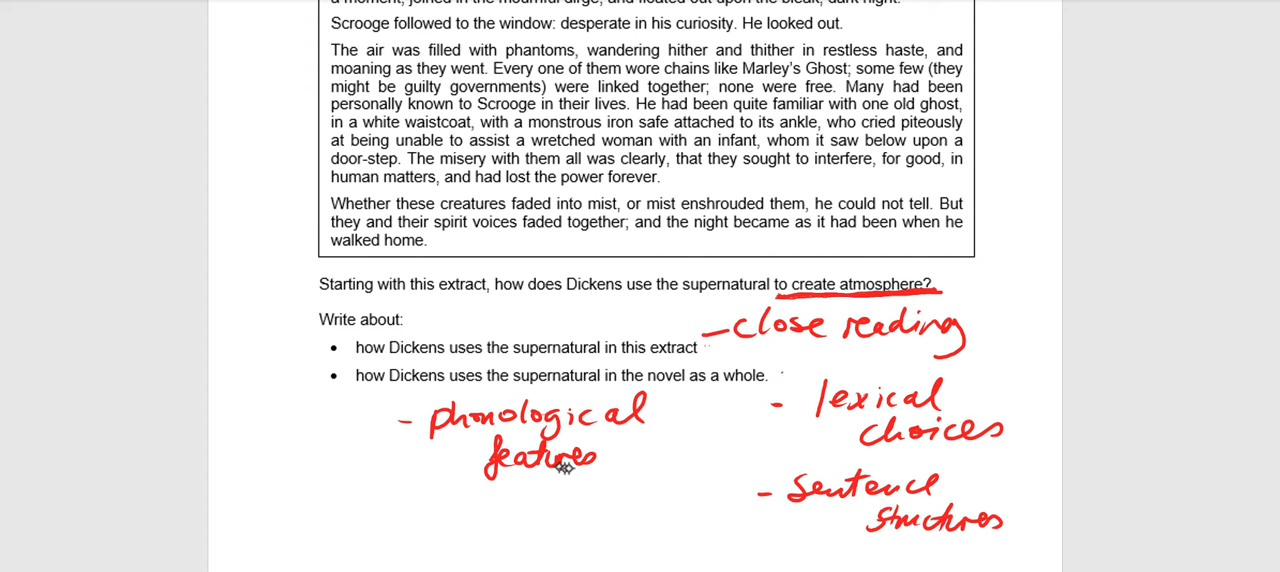 Scrooge followed to the window: desperate in his curiosity. He looked out.
The air was filled with phantoms, wandering hither and thither in restless haste, and
moaning as they went. Every one of them wore chains like Marley's Ghost; some few (they
might be guilty governments) were linked together; none were free. Many had been
personally known to Scrooge in their lives. He had been quite familiar with one old ghost,
in a white waistcoat, with a monstrous iron safe attached to its ankle, who cried piteously
at being unable to assist a wretched woman with an infant, whom it saw below upon a
door-step. The misery with them all was clearly, that they sought to interfere, for good, in
human matters, and had lost the power forever.
Whether these creatures faded into mist, or mist enshrouded them, he could not tell. But
they and their spirit voices faded together; and the night became as it had been when he
walked home.
Starting with this extract, how does Dickens use the supernatural to create atmosphere?
Write about:
- close reading
• how Dickens uses the supernatural in this extract
• how Dickens uses the supernatural in the novel as a whole.
- phonological
features
- lexical
choices
- sentence
structures